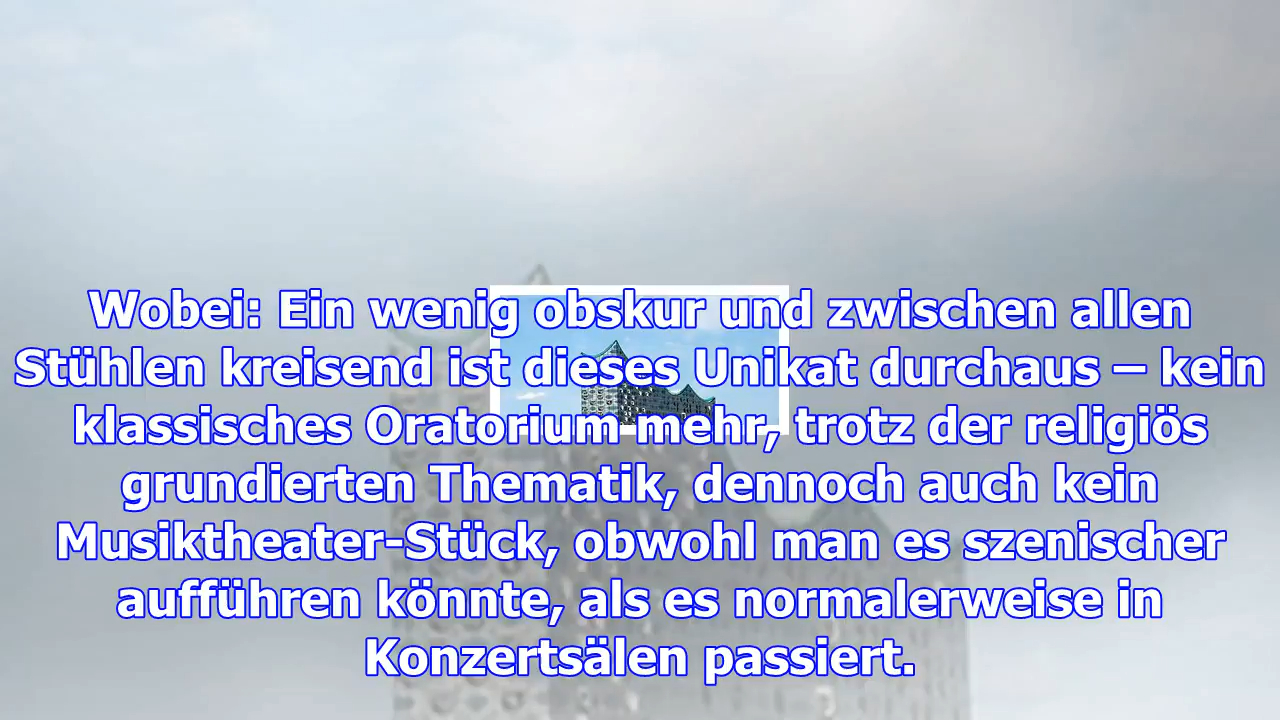 Wobei: Ein wenig obskur und zwischen allen
Stühlen kreisend ist dieses Unikat durchaus – kein
klassisches Oratorium mehr, trotz der religiös
grundierten Thematik, dennoch auch kein
Musiktheater-Stück, obwohl man es szenischer
aufführen könnte, als es normalerweise in
Konzertsälen passiert.